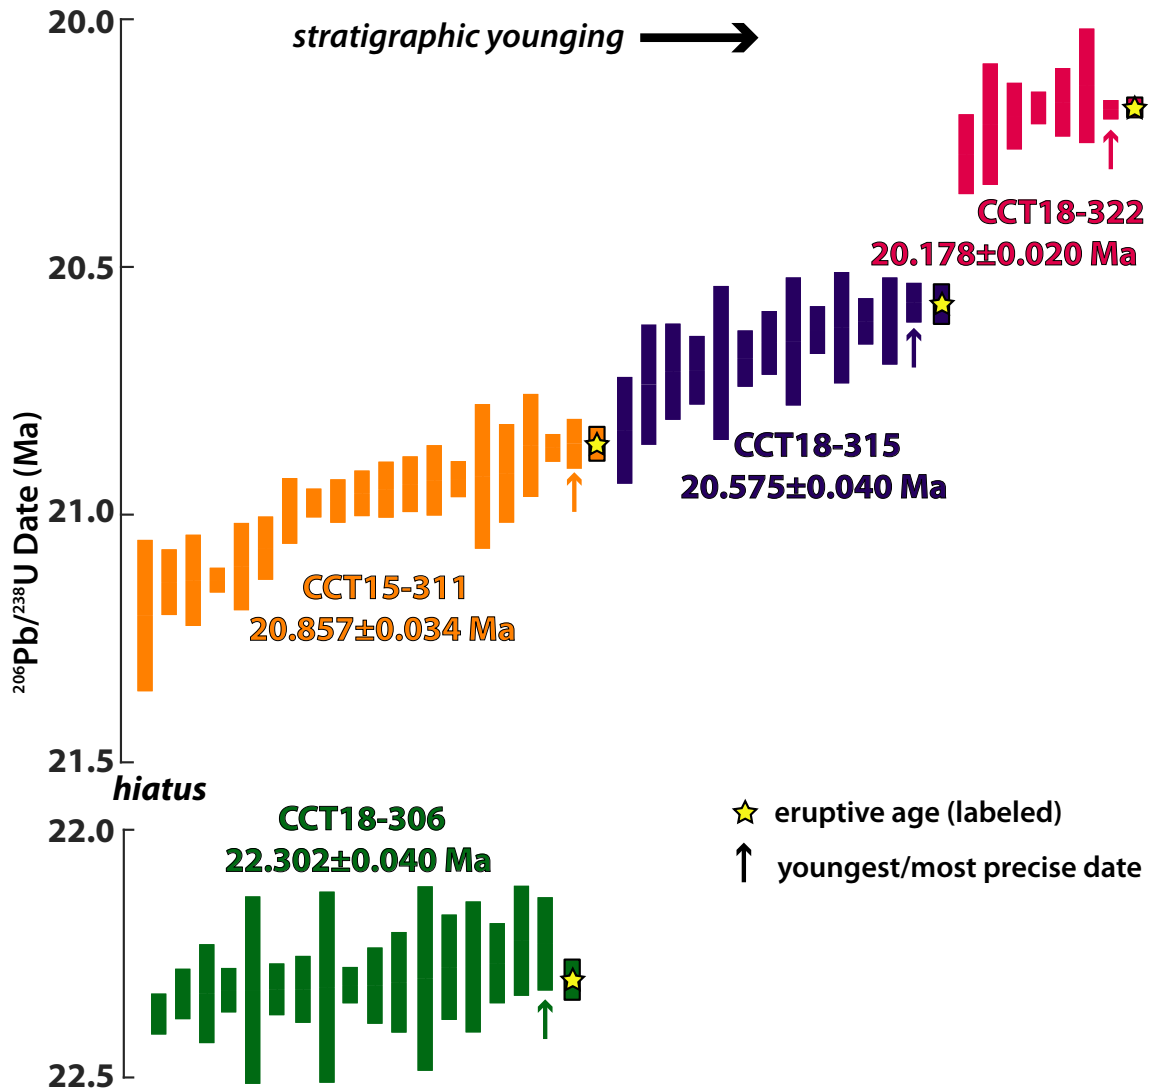 20.0
stratigraphic younging
CCT18-322
20.178±0.020 Ma
20.5
CCT18-315
20.575±0.040 Ma
21.0
CCT15-311
20.857±0.034 Ma
206Pb/238U Date (Ma)
21.5
hiatus
22.0
CCT18-306
22.302±0.040 Ma
eruptive age (labeled)
youngest/most precise date
22.5